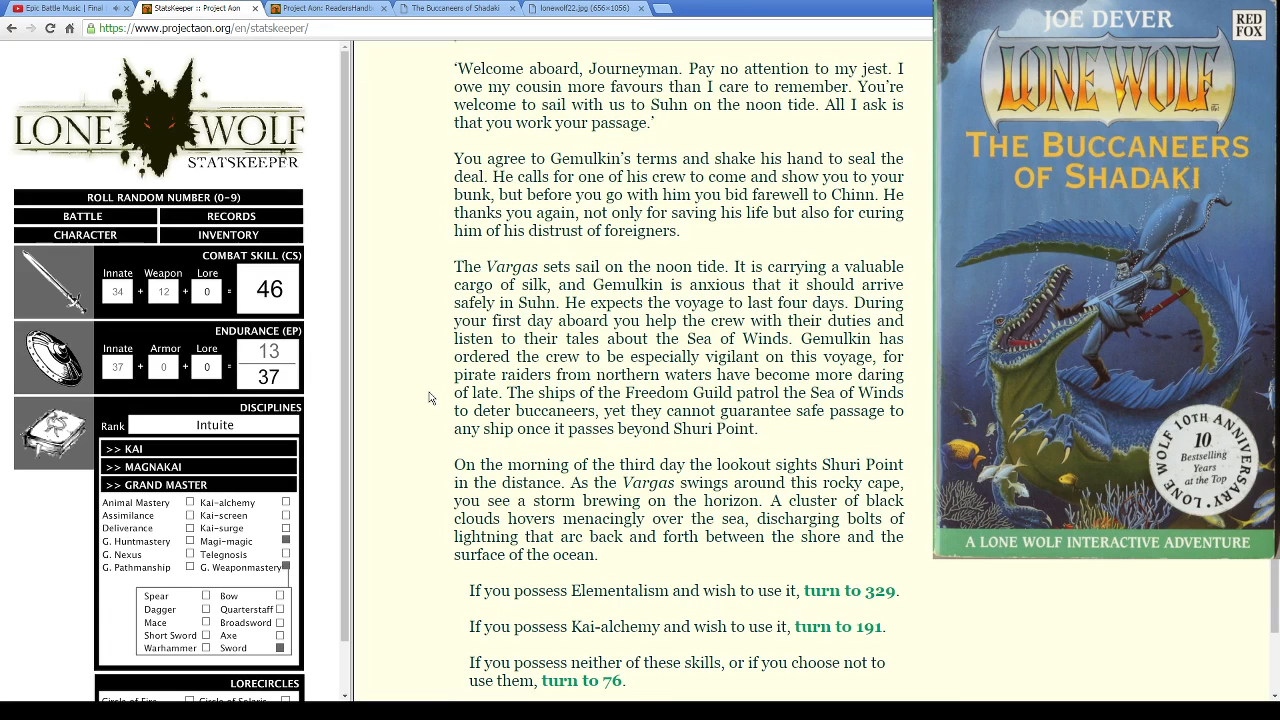 Epic Battle Music | Final
StatsKeeper : Project Aon
Project Aon: ReadersHandb
The Buccaneers of Shadaki
lonewolf22.jpg (656×1056)
https://www.projectaon.org/en/statskeeper/
LONE WOLF
STATSKEEPER
ROLL RANDOM NUMBER (0-9)
BATTLE RECORDS
CHARACTER INVENTORY
COMBAT SKILL (CS)
Innate Weapon Lore
34 + 12 + 0 = 46
ENDURANCE (EP)
Innate Armor Lore 13
37 + 0 + 0 = 37
DISCIPLINES
Rank Intuite
>> KAI
>> MAGNAKAI
>> GRAND MASTER
Animal Mastery Kai-alchemy
Assimilance Kai-screen
Deliverance Kai-surge
G. Huntmastery Magi-magic
G. Nexus Telegnosis
G. Pathmanship G. Weaponmastery
Spear Bow
Dagger Quarterstaff
Mace Broadsword
Short Sword Axe
Warhammer Sword
LORECIRCLES
Circle of Fire Circle of Solaris
‘Welcome aboard, Journeyman. Pay no attention to my jest. I
owe my cousin more favours than I care to remember. You’re
welcome to sail with us to Suhn on the noon tide. All I ask is
that you work your passage.’
You agree to Gemulkin’s terms and shake his hand to seal the
deal. He calls for one of his crew to come and show you to your
bunk, but before you go with him you bid farewell to Chinn. He
thanks you again, not only for saving his life but also for curing
him of his distrust of foreigners.
The Vargas sets sail on the noon tide. It is carrying a valuable
cargo of silk, and Gemulkin is anxious that it should arrive
safely in Suhn. He expects the voyage to last four days. During
your first day aboard you help the crew with their duties and
listen to their tales about the Sea of Winds. Gemulkin has
ordered the crew to be especially vigilant on this voyage, for
pirate raiders from northern waters have become more daring
of late. The ships of the Freedom Guild patrol the Sea of Winds
to deter buccaneers, yet they cannot guarantee safe passage to
any ship once it passes beyond Shuri Point.
On the morning of the third day the lookout sights Shuri Point
in the distance. As the Vargas swings around this rocky cape,
you see a storm brewing on the horizon. A cluster of black
clouds hovers menacingly over the sea, discharging bolts of
lightning that arc back and forth between the shore and the
surface of the ocean.
If you possess Elementalism and wish to use it, turn to 329.
If you possess Kai-alchemy and wish to use it, turn to 191.
If you possess neither of these skills, or if you choose not to
use them, turn to 76.
JOE DEVER
RED
FOX
LONE WOLF
THE BUCCANEERS
OF SHADAKI
LONE WOLF 10TH ANNIVERSARY
10
Bestselling
Years
at the Top
A LONE WOLF INTERACTIVE ADVENTURE